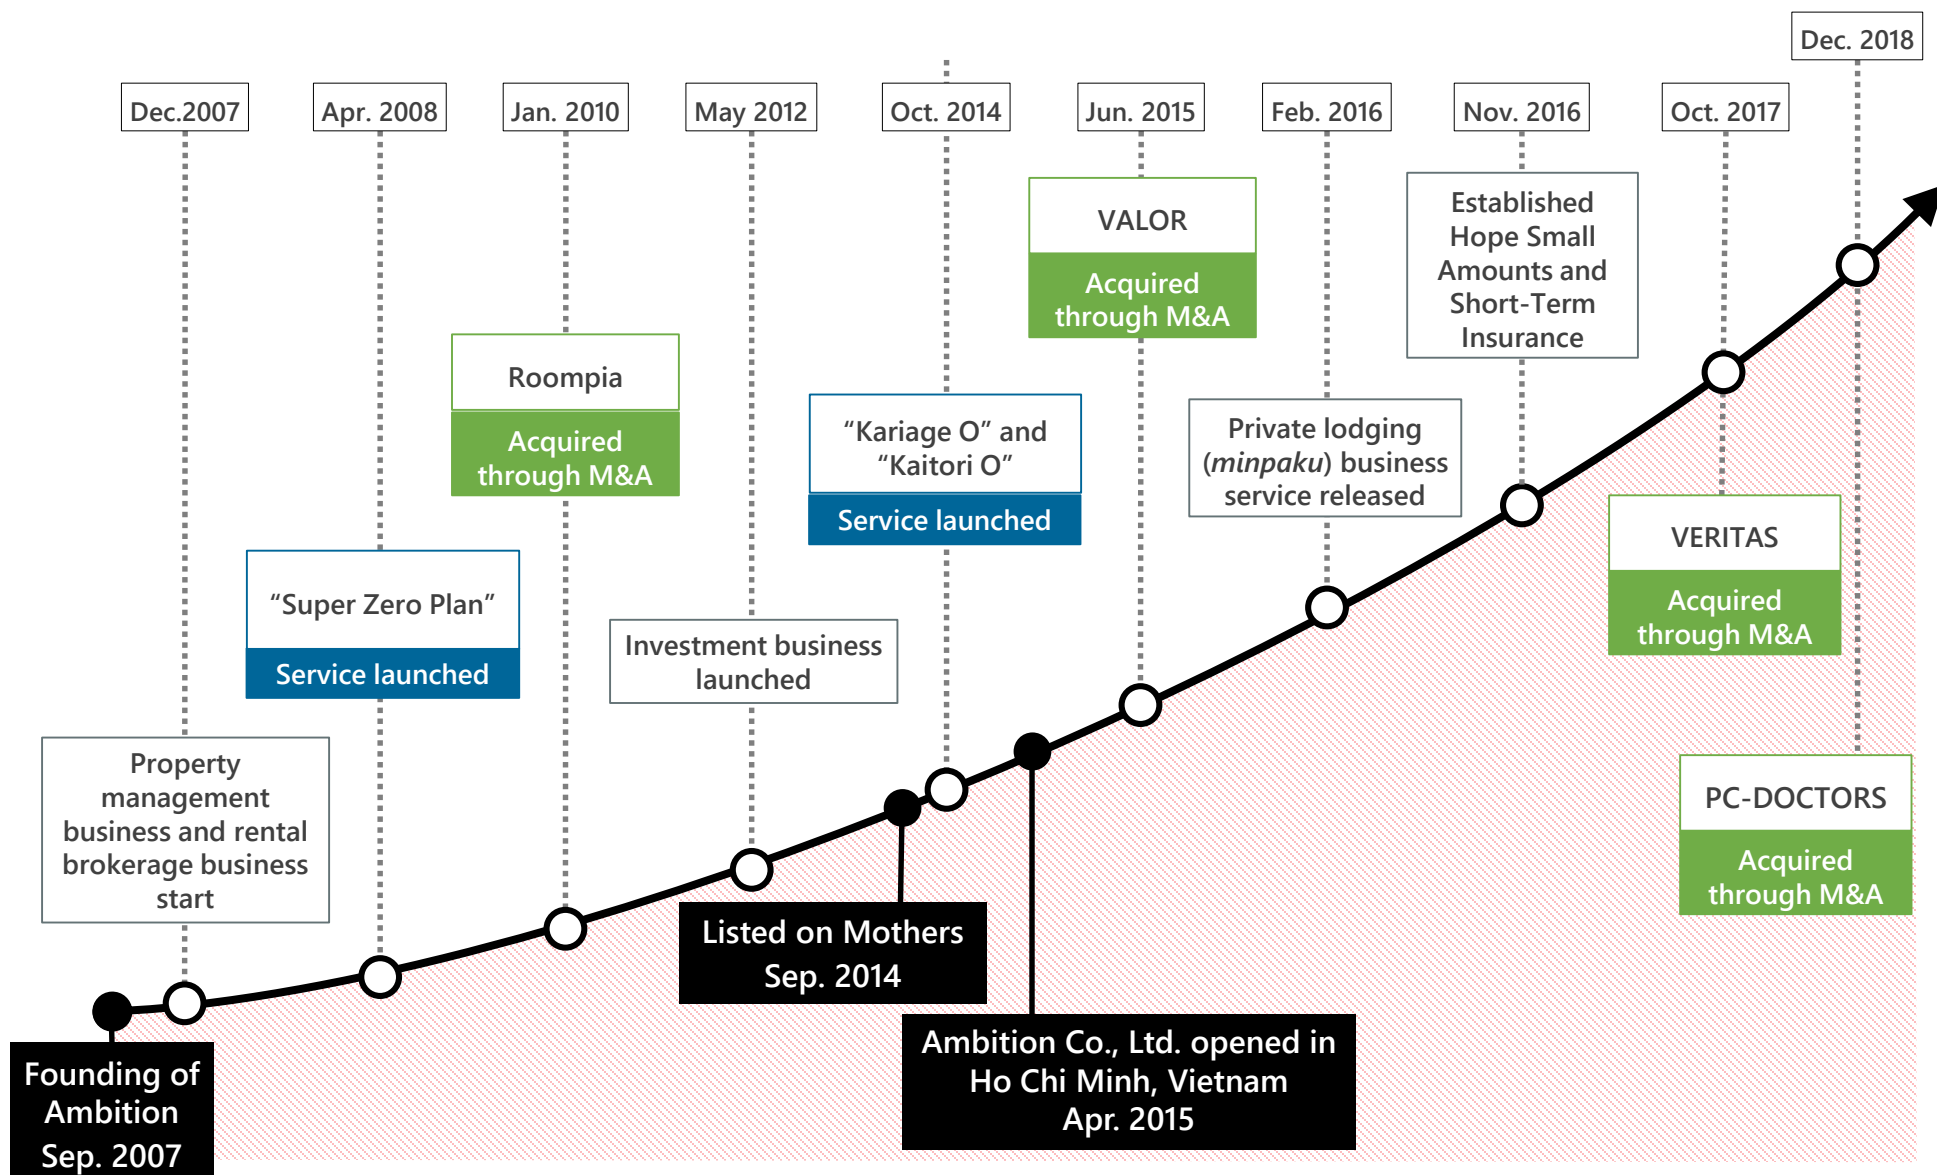 Dec. 2018
Dec.2007
Apr. 2008
Jan. 2010
May 2012
Oct. 2014
Jun. 2015
Feb. 2016
Nov. 2016
Oct. 2017
Property
management
business and rental
brokerage business
start
“Super Zero Plan”
Service launched
Roompia
Acquired
through M&A
Investment business
launched
“Kariage O” and
“Kaitori O”
Service launched
VALOR
Acquired
through M&A
Private lodging
(minpaku) business
service released
Established
Hope Small
Amounts and
Short-Term
Insurance
VERITAS
Acquired
through M&A
PC-DOCTORS
Acquired
through M&A
Founding of
Ambition
Sep. 2007
Listed on Mothers
Sep. 2014
Ambition Co., Ltd. opened in
Ho Chi Minh, Vietnam
Apr. 2015